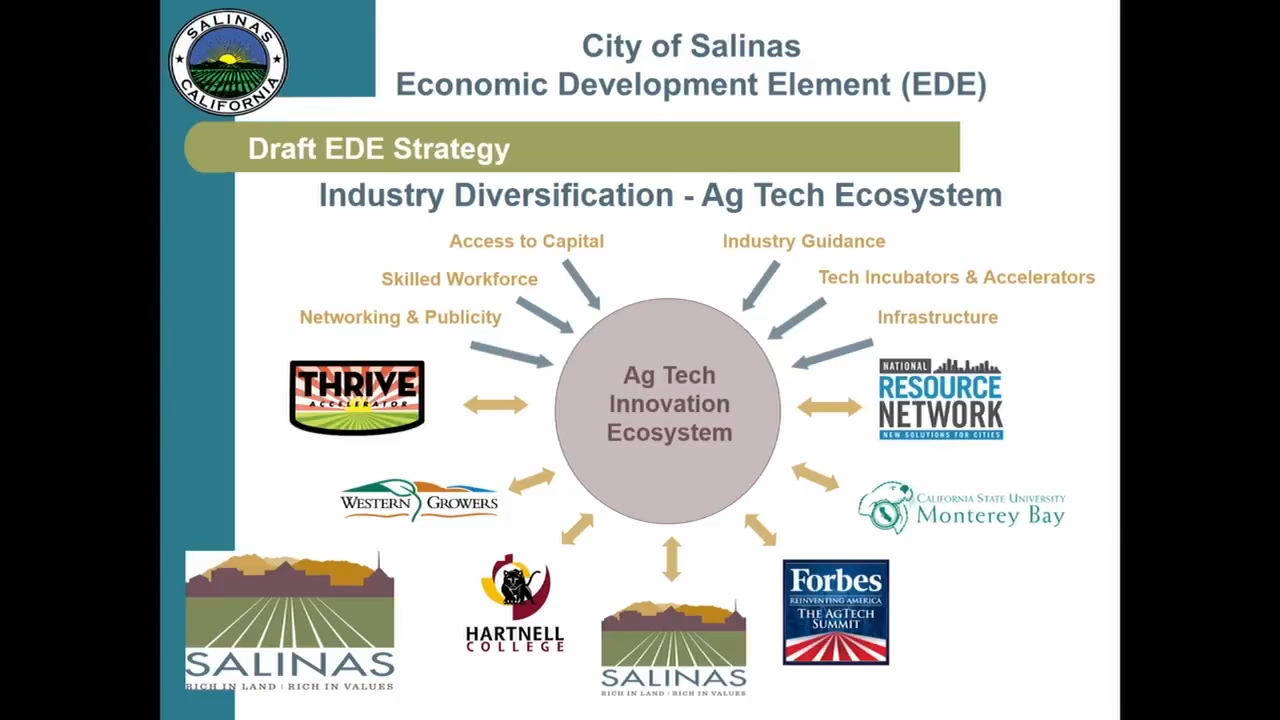 SALINAS
CALIFORNIA
City of Salinas
Economic Development Element (EDE)
Draft EDE Strategy
Industry Diversification - Ag Tech Ecosystem
Access to Capital
Industry Guidance
Skilled Workforce
Tech Incubators & Accelerators
Networking & Publicity
Infrastructure
THRIVE
ACCELERATOR
Ag Tech
Innovation
Ecosystem
NATIONAL
RESOURCE
NETWORK
NEW SOLUTIONS FOR CITIES
WESTERN GROWERS
CALIFORNIA STATE UNIVERSITY
Monterey Bay
SALINAS
RICH IN LAND | RICH IN VALUES
HARTNELL
COLLEGE
SALINAS
RICH IN LAND | RICH IN VALUES
Forbes
REINVENTING AMERICA
THE AGTECH
SUMMIT